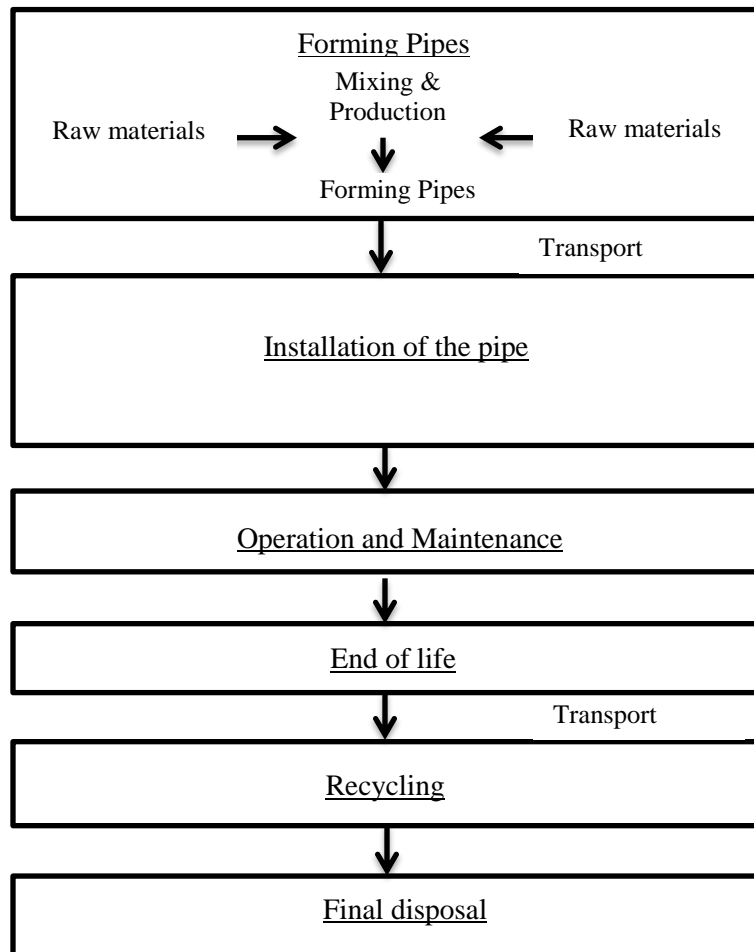 Forming Pipes
Mixing &
Production
Raw materials
Raw materials
Forming Pipes
Transport
Installation of the pipe
Operation and Maintenance
End of life
Transport
Recycling
Final disposal